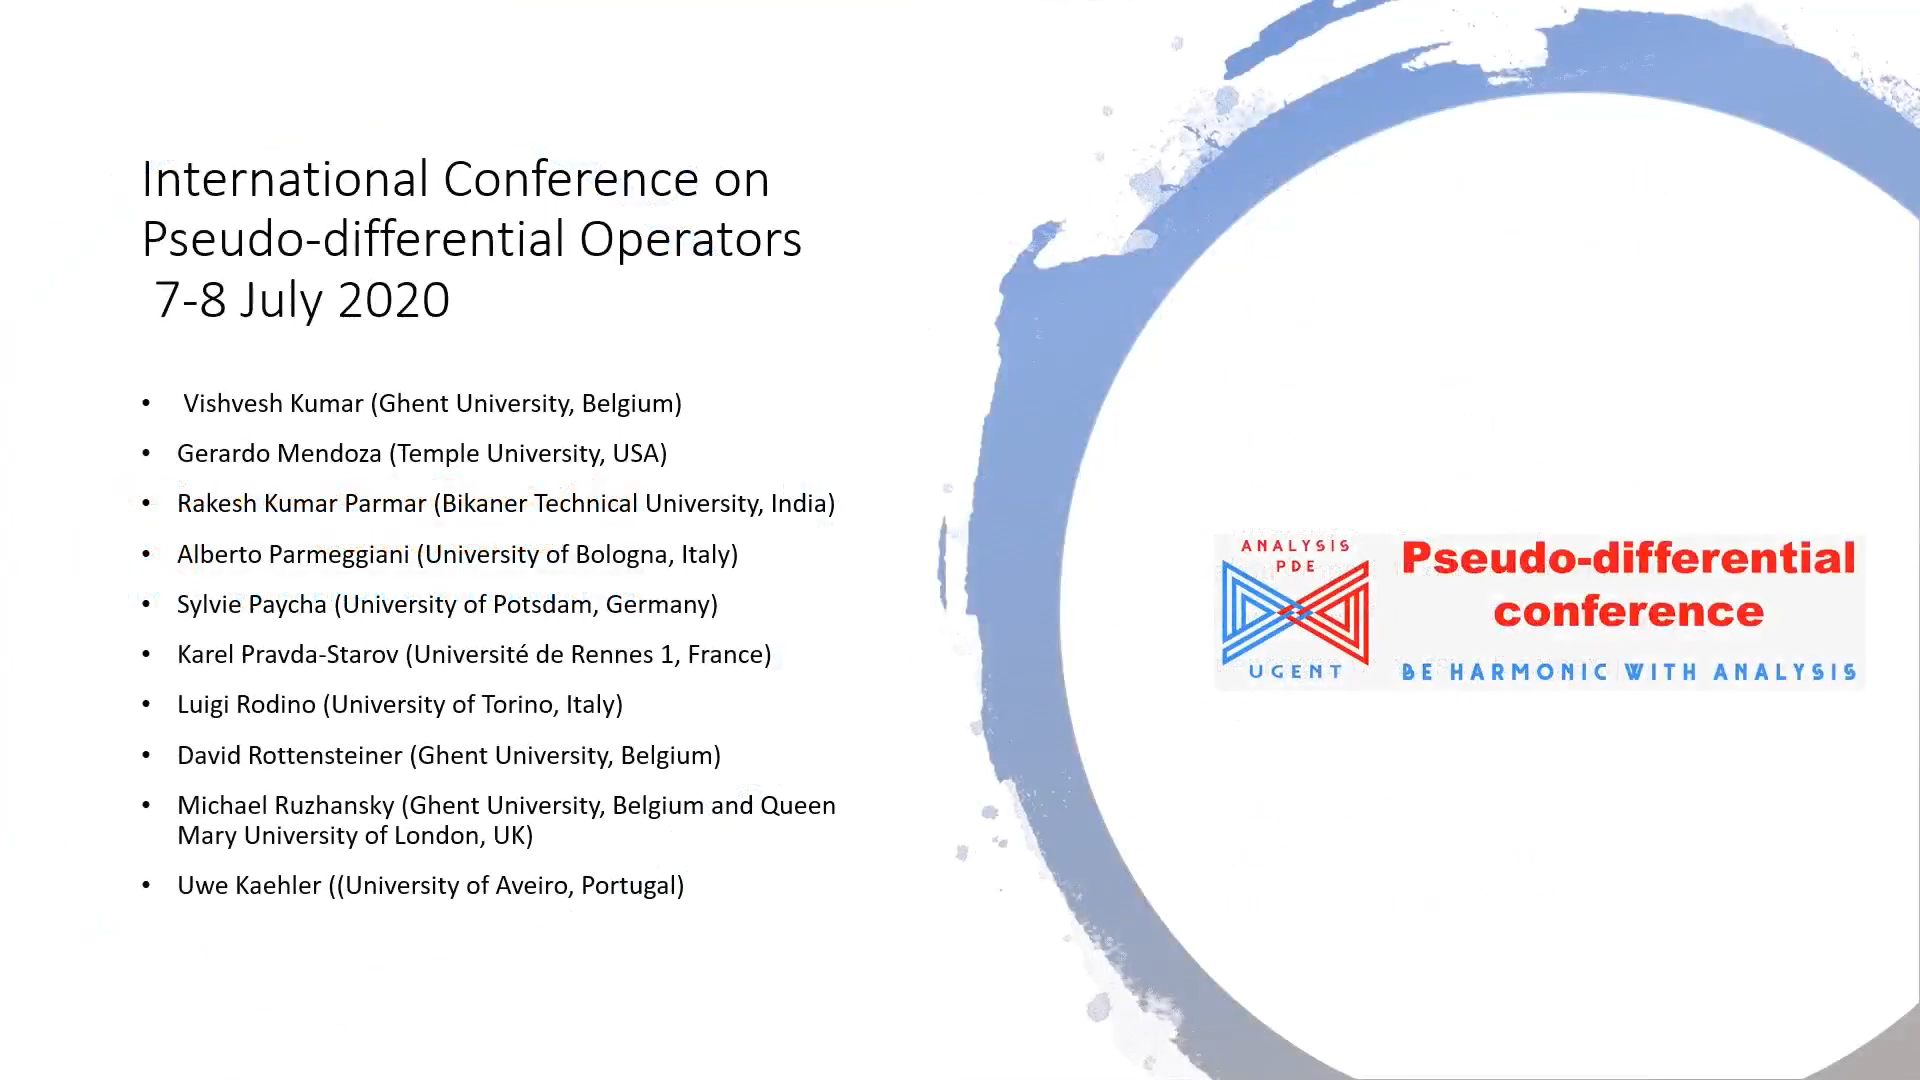 International Conference on
Pseudo-differential Operators
7-8 July 2020
• Vishvesh Kumar (Ghent University, Belgium)
• Gerardo Mendoza (Temple University, USA)
• Rakesh Kumar Parmar (Bikaner Technical University, India)
• Alberto Parmeggiani (University of Bologna, Italy)
• Sylvie Paycha (University of Potsdam, Germany)
• Karel Pravda-Starov (Université de Rennes 1, France)
• Luigi Rodino (University of Torino, Italy)
• David Rottensteiner (Ghent University, Belgium)
• Michael Ruzhansky (Ghent University, Belgium and Queen
Mary University of London, UK)
• Uwe Kaehler ((University of Aveiro, Portugal)
ANALYSIS
PDE
UGENT
Pseudo-differential
conference
BE HARMONIC WITH ANALYSIS